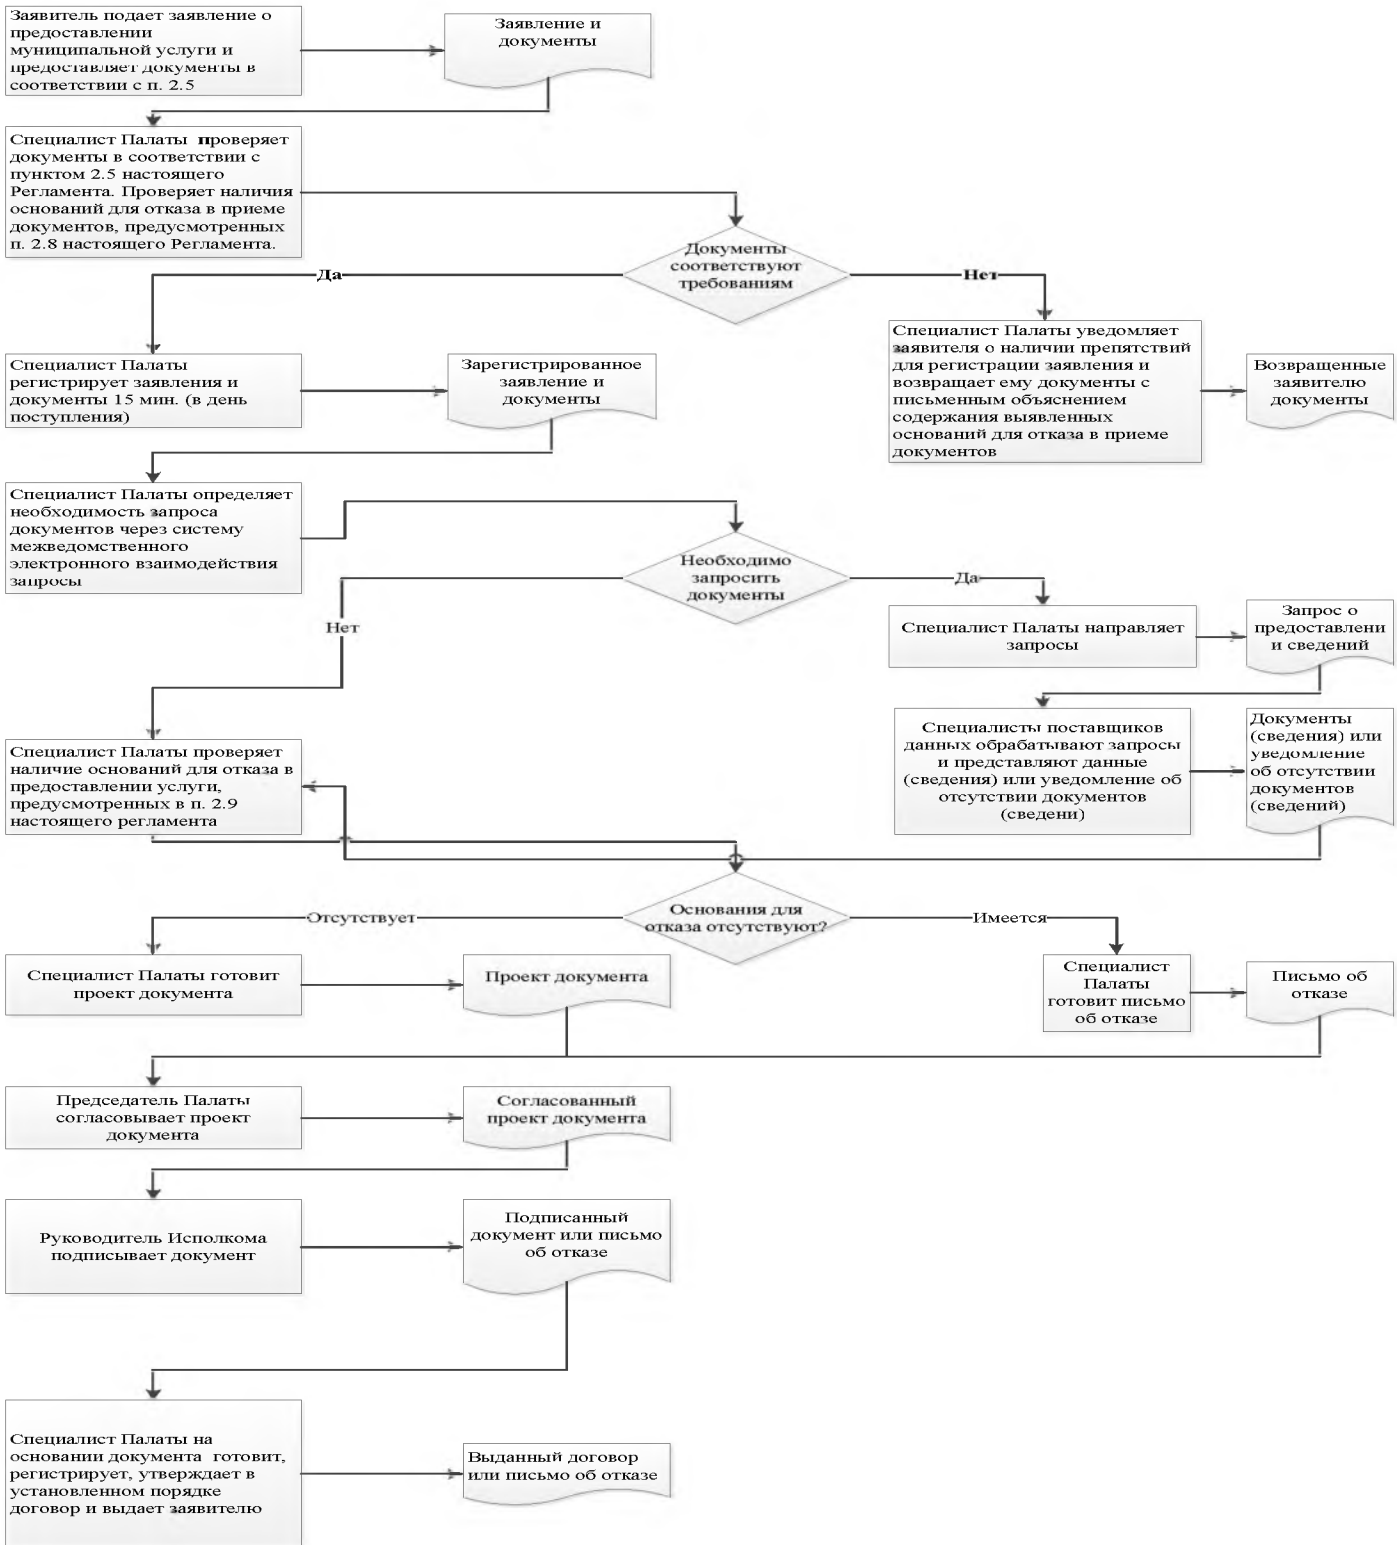 Заявитель подает заявление о
предоставлении
муниципальной услуги и
предоставляет документы в
соответствии с п. 2.5
Заявление и
документы
Специалист Палаты проверяет
документы в соответствии с
пунктом 2.5 настоящего
Регламента. Проверяет наличия
оснований для отказа в приеме
документов, предусмотренных
п. 2.8 настоящего Регламента.
Документы
соответствуют
требованиям
Да
Нет
Специалист Палаты
регистрирует заявления и
документы 15 мин. (в день
поступления)
Зарегистрированное
заявление и
документы
Специалист Палаты уведомляет
заявителя о наличии препятствий
для регистрации заявления и
возвращает ему документы с
письменным объяснением
содержания выявленных
оснований для отказа в приеме
документов
Возвращенные
заявителю
документы
Специалист Палаты определяет
необходимость запроса
документов через систему
межведомственного
электронного взаимодействия
запросы
Необходимо
запросить
документы
Да
Нет
Специалист Палаты направляет
запросы
Запрос о
предоставлени
и сведений
Специалисты поставщиков
данных обрабатывают запросы
и представляют данные
(сведения) или уведомление об
отсутствии документов
(сведени)
Документы
(сведения) или
уведомление
об отсутствии
документов
(сведений)
Специалист Палаты проверяет
наличие оснований для отказа в
предоставлении услуги,
предусмотренных в п. 2.9
настоящего регламента
Основания для
отказа отсутствуют?
Отсутствует
Имеется
Специалист Палаты готовит
проект документа
Проект документа
Специалист
Палаты
готовит письмо
об отказе
Письмо об
отказе
Председатель Палаты
согласовывает проект
документа
Согласованный
проект документа
Руководитель Исполкома
подписывает документ
Подписанный
документ или письмо
об отказе
Специалист Палаты на
основании документа готовит,
регистрирует, утверждает в
установленном порядке
договор и выдает заявителю
Выданный договор
или письмо об отказе